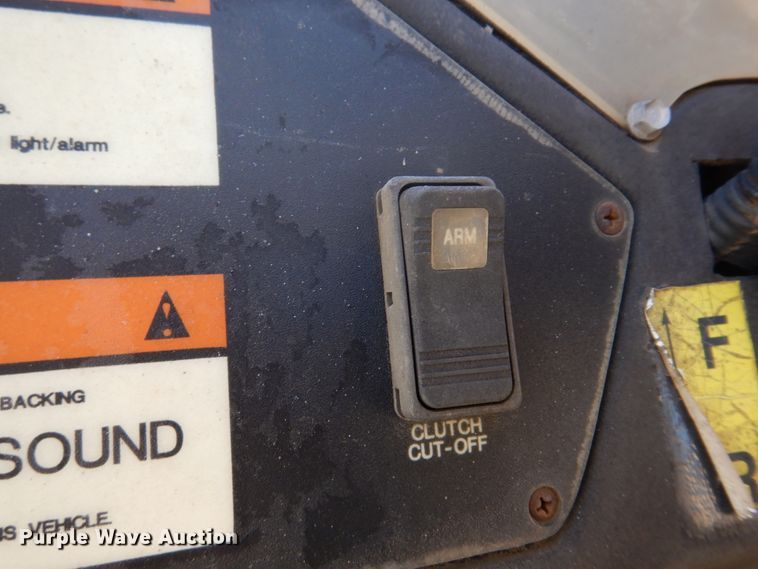 light/alarm
ARM
F
BACKING
SOUND
CLUTCH
CUT-OFF
VEHICLE.
Purple Wave Auction